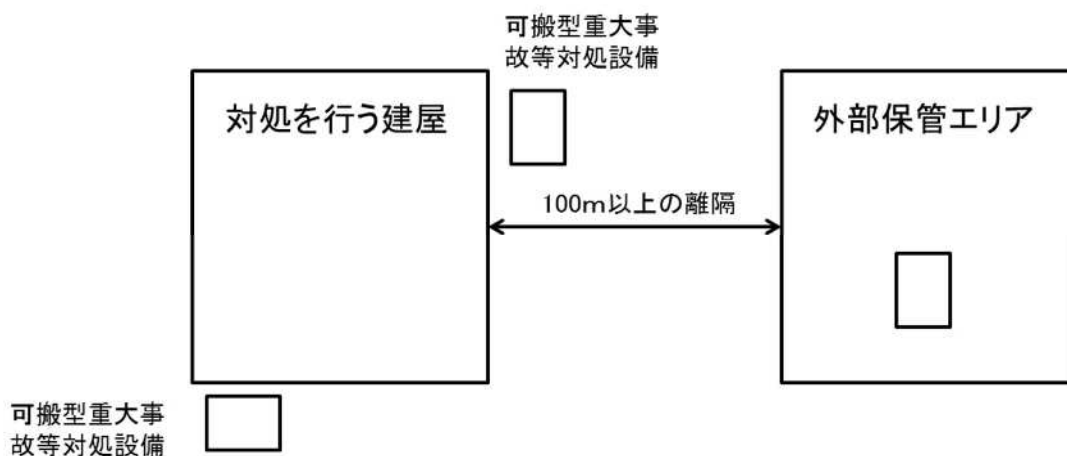 可搬型重大事
故等対処設備
対処を行う建屋
外部保管エリア
100m以上の離隔
可搬型重大事
故等対処設備